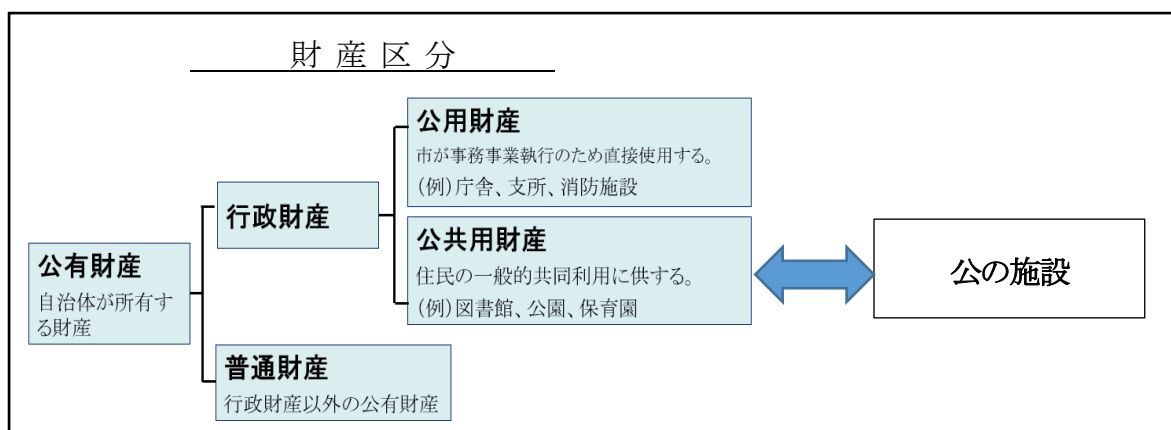 財産区分
公用財産
市が事務事業執行のため直接使用する。
(例)庁舎、支所、消防施設
行政財産
公共用財産
住民の一般的共同利用に供する。
(例)図書館、公園、保育園
公有財産
自治体が所有す
る財産
普通財産
行政財産以外の公有財産
公の施設